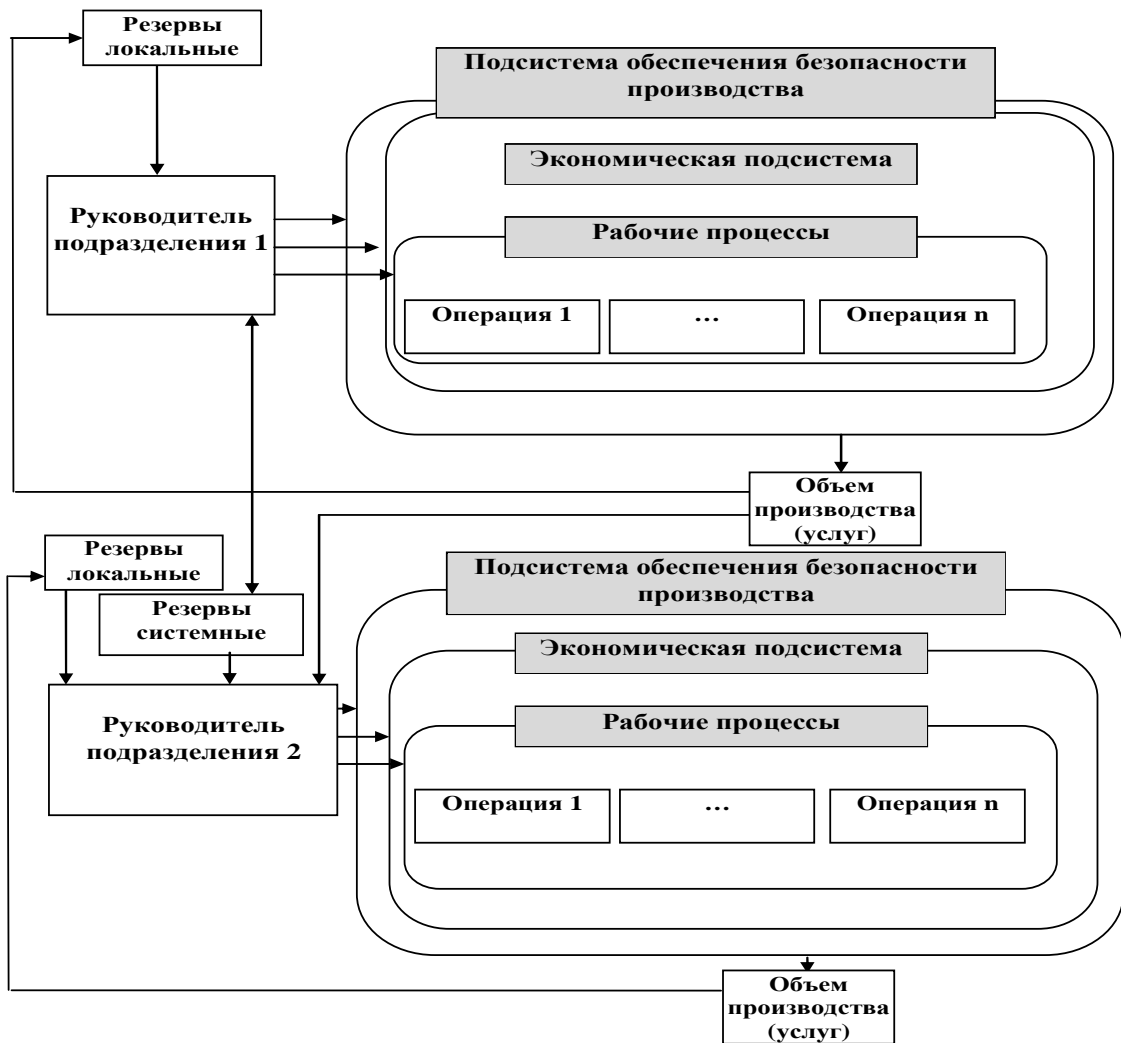 Резервы
локальные
Подсистема обеспечения безопасности
производства
Экономическая подсистема
Руководитель
подразделения 1
Рабочие процессы
Операция 1
...
Операция n
Объем
производства
(услуг)
Резервы
локальные
Резервы
системные
Подсистема обеспечения безопасности
производства
Экономическая подсистема
Руководитель
подразделения 2
Рабочие процессы
Операция 1
...
Операция n
Объем
производства
(услуг)